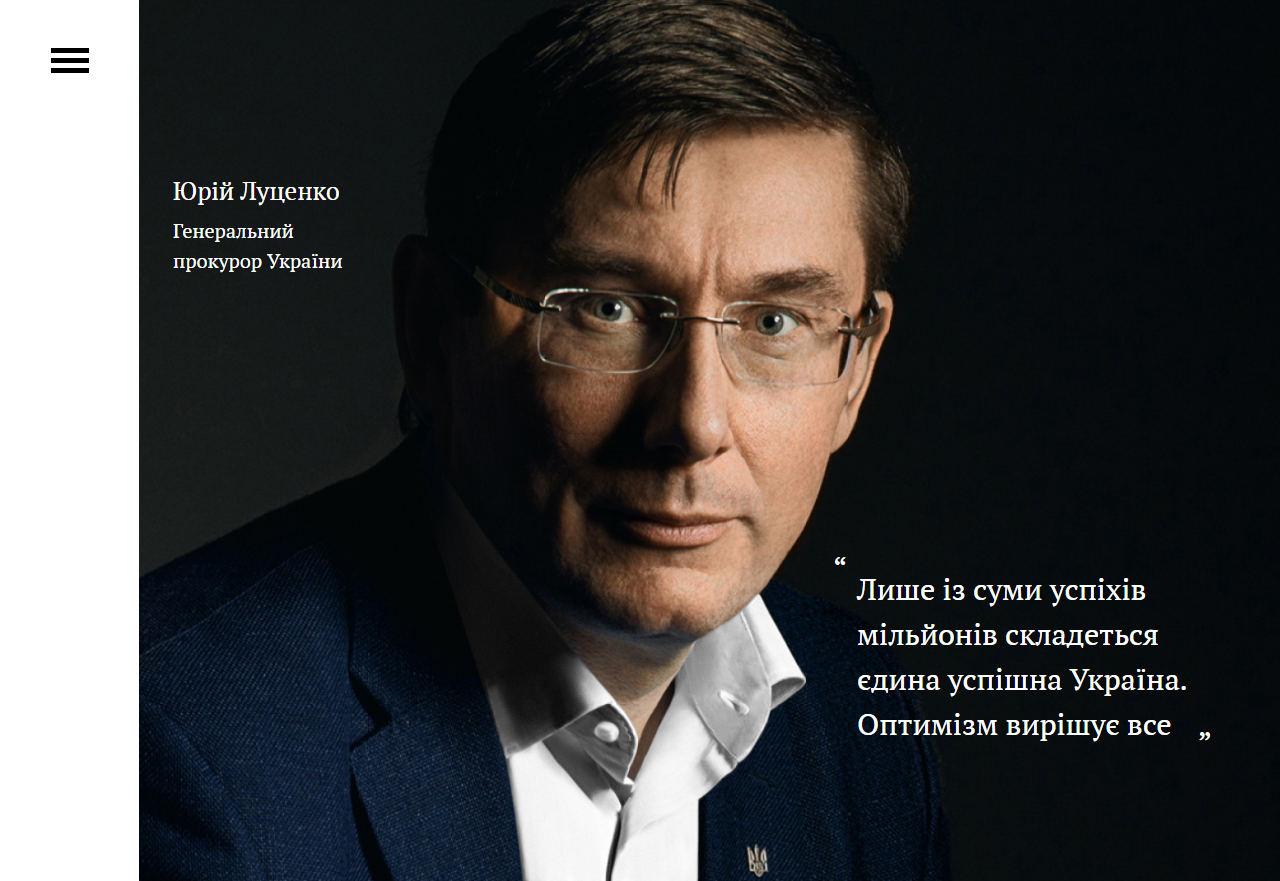 Юрій Луценко
Генеральний
прокурор України
“
Лише із суми успіхів
мільйонів складеться
єдина успішна Україна.
Оптимізм вирішує все „